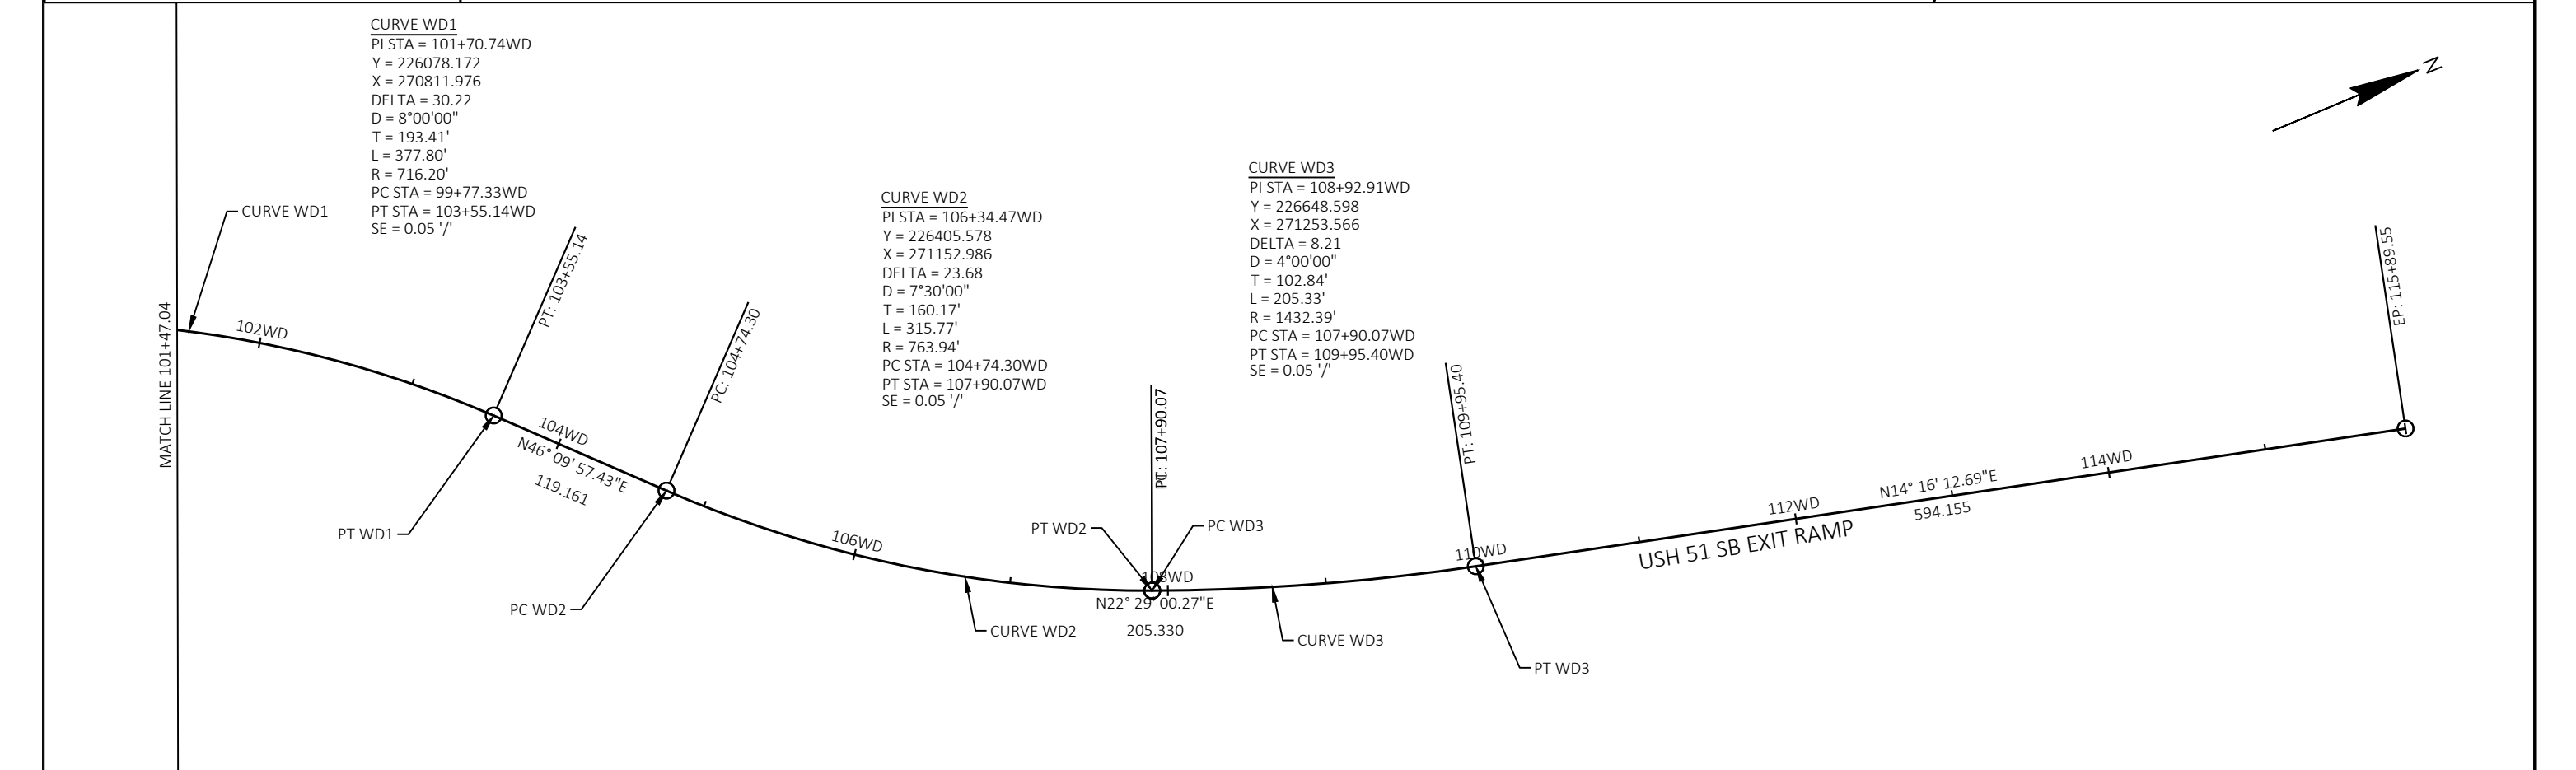 CURVE WD1
PI STA = 101+70.74WD
Y = 226078.172
X = 270811.976
DELTA = 30.22
D = 8°00'00"
T = 193.41'
L = 377.80'
R = 716.20'
PC STA = 99+77.33WD
PT STA = 103+55.14WD
SE = 0.05 '/'
CURVE WD2
PI STA = 106+34.47WD
Y = 226405.578
X = 271152.986
DELTA = 23.68
D = 7°30'00"
T = 160.17'
L = 315.77'
R = 763.94'
PC STA = 104+74.30WD
PT STA = 107+90.07WD
SE = 0.05 '/'
CURVE WD3
PI STA = 108+92.91WD
Y = 226648.598
X = 271253.566
DELTA = 8.21
D = 4°00'00"
T = 102.84'
L = 205.33'
R = 1432.39'
PC STA = 107+90.07WD
PT STA = 109+95.40WD
SE = 0.05 '/'
N
MATCH LINE 101+47.04
CURVE WD1
102WD
PT: 103+55.14
PT WD1
104WD
N46° 09' 57.43"E
119.161
PC: 104+74.30
PC WD2
106WD
CURVE WD2
PT WD2
107+90.07
PC WD3
108WD
N22° 29' 00.27"E
205.330
CURVE WD3
PT: 109+95.40
110WD
PT WD3
112WD
USH 51 SB EXIT RAMP
N14° 16' 12.69"E
594.155
114WD
EP: 115+89.55